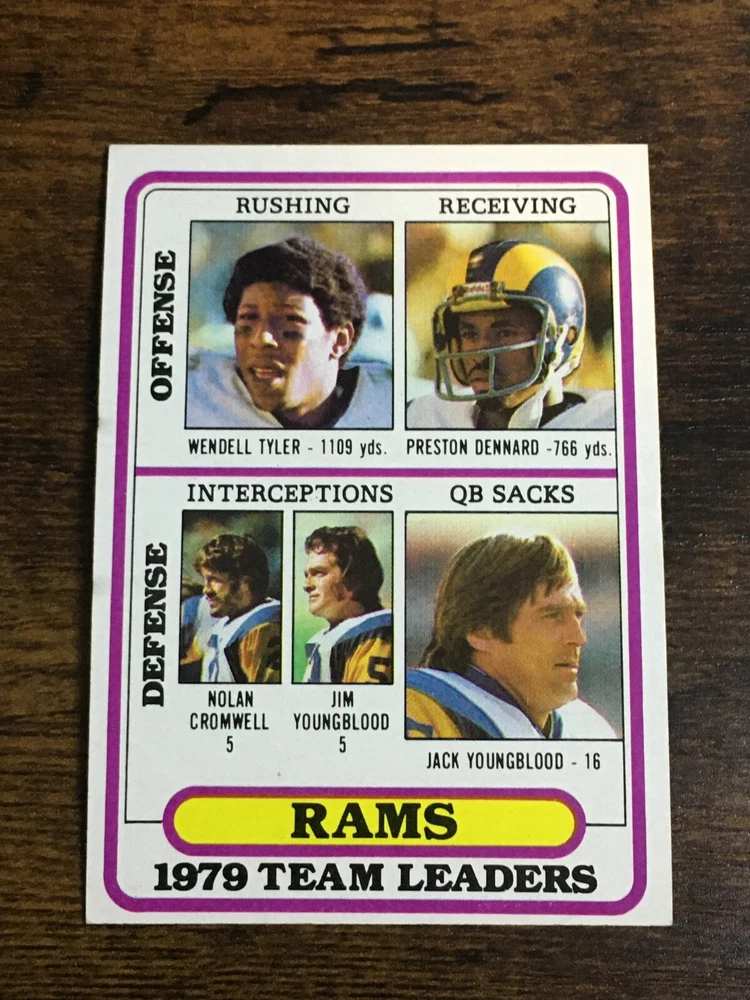 RUSHING
RECEIVING
OFFENSE
WENDELL TYLER - 1109 yds.
PRESTON DENNARD -766 yds.
INTERCEPTIONS
QB SACKS
DEFENSE
NOLAN
CROMWELL
5
JIM
YOUNGBLOOD
5
JACK YOUNGBLOOD - 16
RAMS
1979 TEAM LEADERS